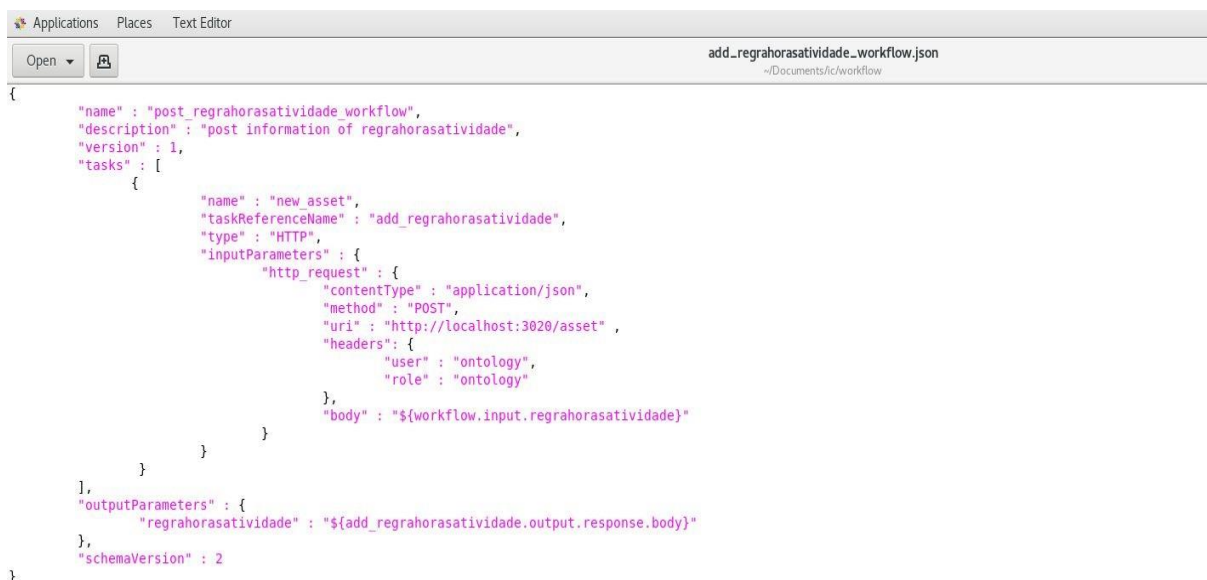 Applications Places Text Editor
Open
add_regrahorasatividade_workflow.json
~/Documents/ic/workflow
{
"name" : "post_regrahorasatividade_workflow",
"description" : "post information of regrahorasatividade",
"version" : 1,
"tasks" : [
{
"name" : "new_asset",
"taskReferenceName" : "add_regrahorasatividade",
"type" : "HTTP",
"inputParameters" : {
"http_request" : {
"contentType" : "application/json",
"method" : "POST",
"uri" : "http://localhost:3020/asset" ,
"headers": {
"user" : "ontology",
"role" : "ontology"
},
"body" : "${workflow.input.regrahorasatividade}"
}
}
}
],
"outputParameters" : {
"regrahorasatividade" : "${add_regrahorasatividade.output.response.body}"
},
"schemaVersion" : 2
}